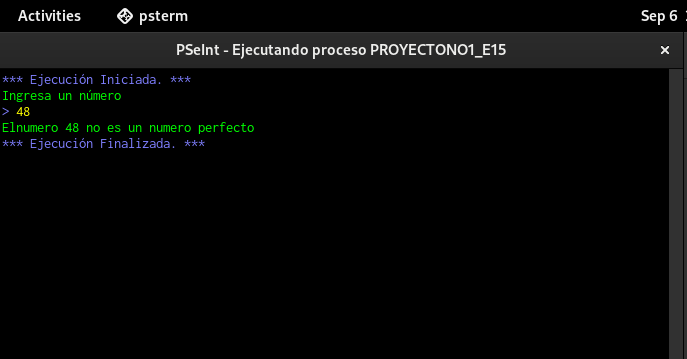 Activities psterm Sep 6
PSeInt - Ejecutando proceso PROYECTONO1_E15 ×
*** Ejecución Iniciada. ***
Ingresa un número
> 48
Elnumero 48 no es un numero perfecto
*** Ejecución Finalizada. ***